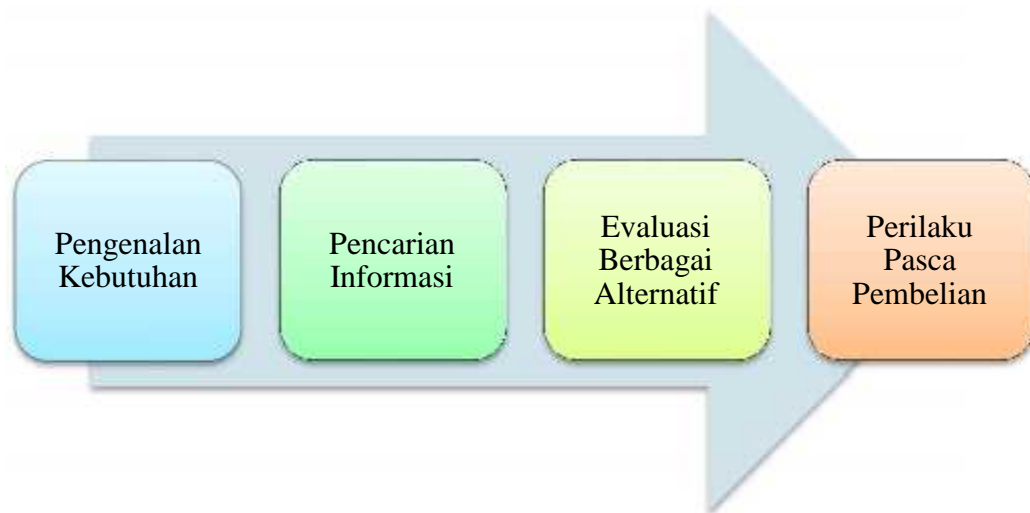 Pengenalan
Kebutuhan
Pencarian
Informasi
Evaluasi
Berbagai
Alternatif
Perilaku
Pasca
Pembelian